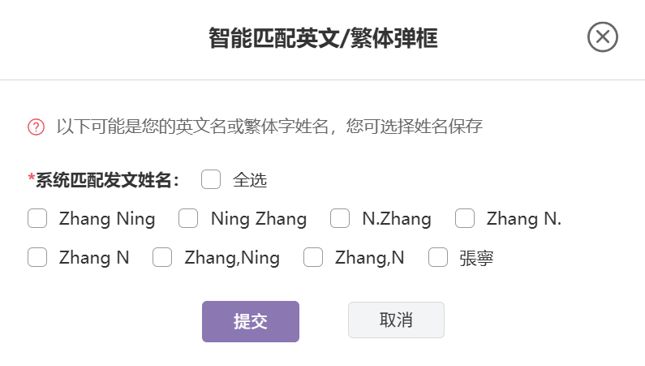 智能匹配英文/繁体弹框
以下可能是您的英文名或繁体字姓名，您可选择姓名保存
*系统匹配发文姓名： 全选
Zhang Ning Ning Zhang N.Zhang Zhang N.
Zhang N Zhang,Ning Zhang,N 張寧
提交 取消